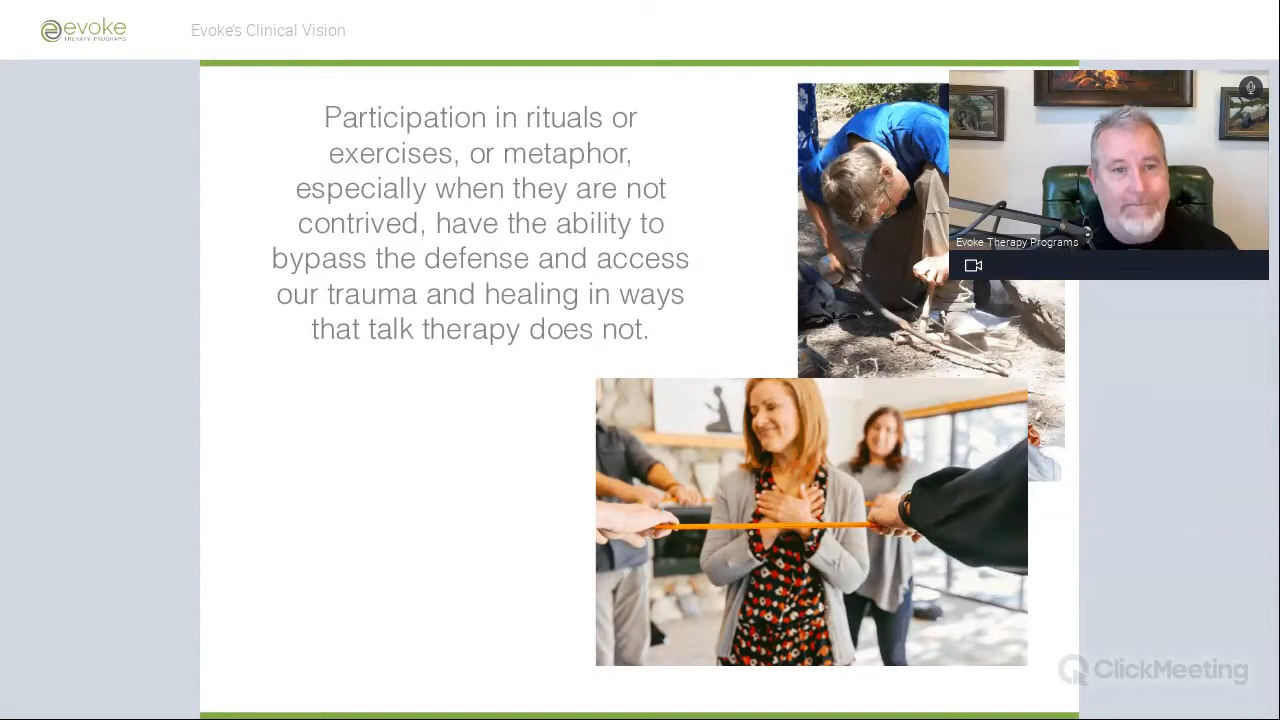 evoke
THERAPY PROGRAMS
Evoke's Clinical Vision
Participation in rituals or
exercises, or metaphor,
especially when they are not
contrived, have the ability to
bypass the defense and access
our trauma and healing in ways
that talk therapy does not.
Evoke Therapy Programs
ClickMeeting